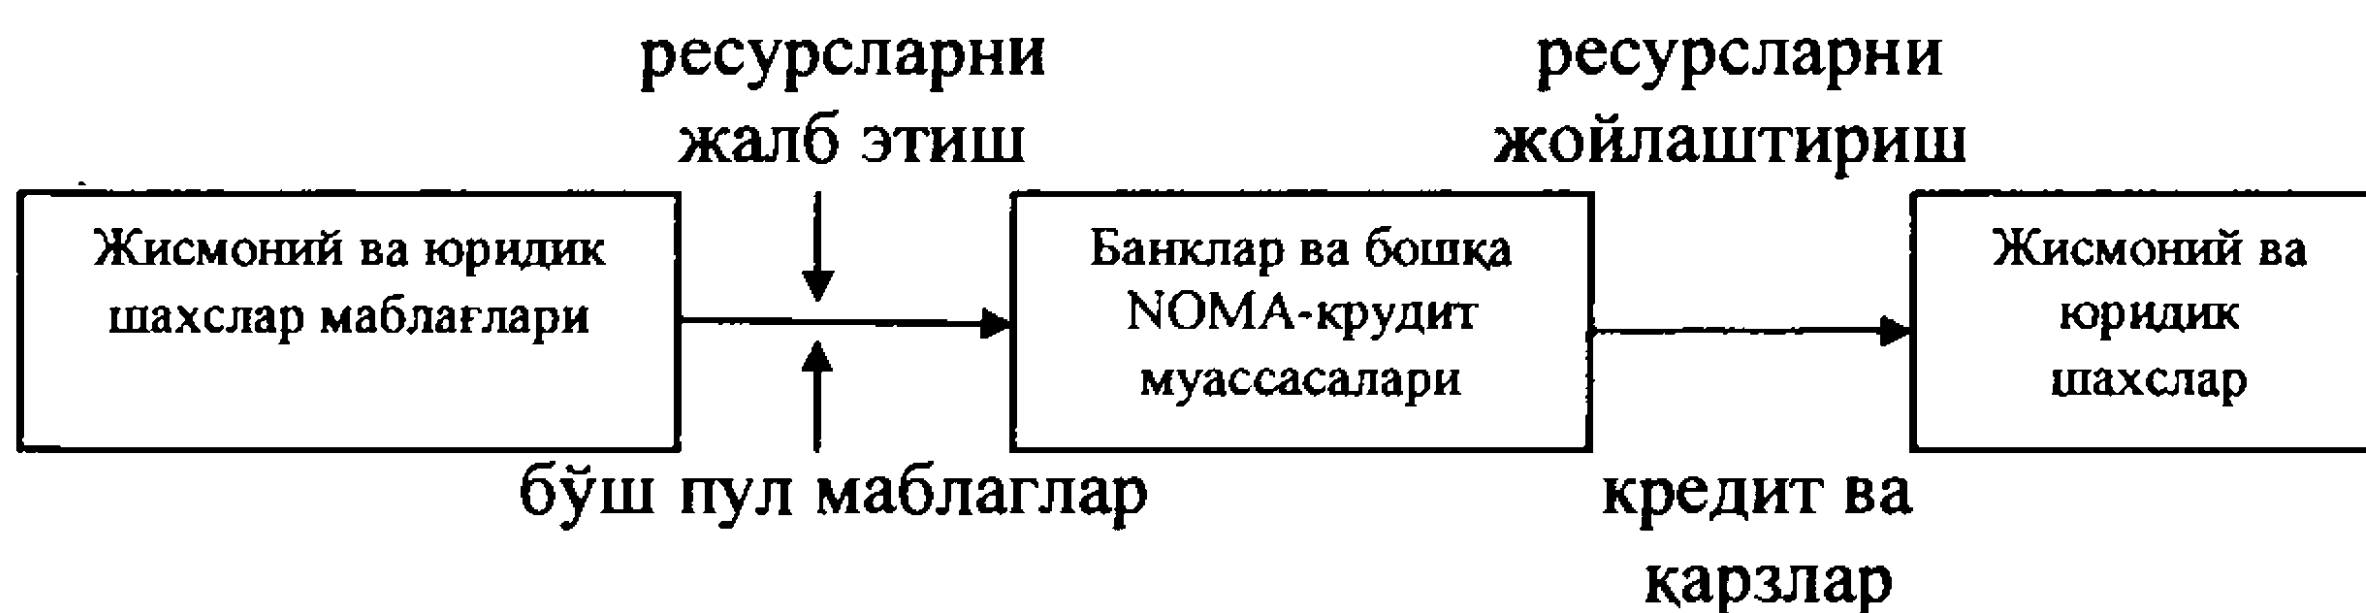 ресурсларни
жалб этиш
ресурсларни
жойлаштириш
Жисмоний ва юридик
шахслар маблағлари
Банклар ва бошқа
NOMA-крудит
муассасалари
Жисмоний ва
юридик
шахслар
бўш пул маблаглар
кредит ва
қарзлар